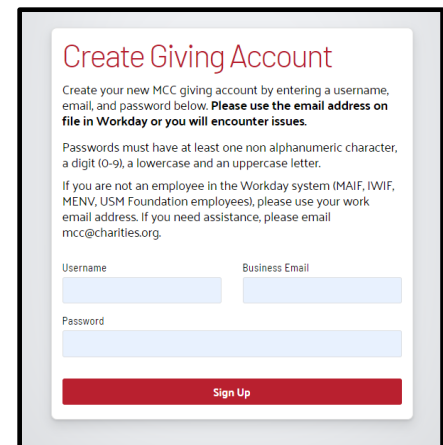 Create Giving Account
Create your new MCC giving account by entering a username,
email, and password below. Please use the email address on
file in Workday or you will encounter issues.
Passwords must have at least one non alphanumeric character,
a digit (0-9), a lowercase and an uppercase letter.
If you are not an employee in the Workday system (MAIF, IWIF,
MENV, USM Foundation employees), please use your work
email address. If you need assistance, please email
mcc@charities.org.
Username Business Email
Password
Sign Up